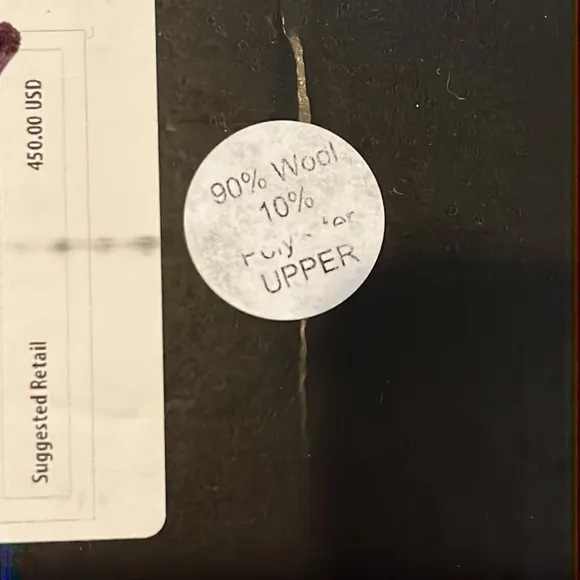 450.00 USD
Suggested Retail
90% Wool
10%
UPPER